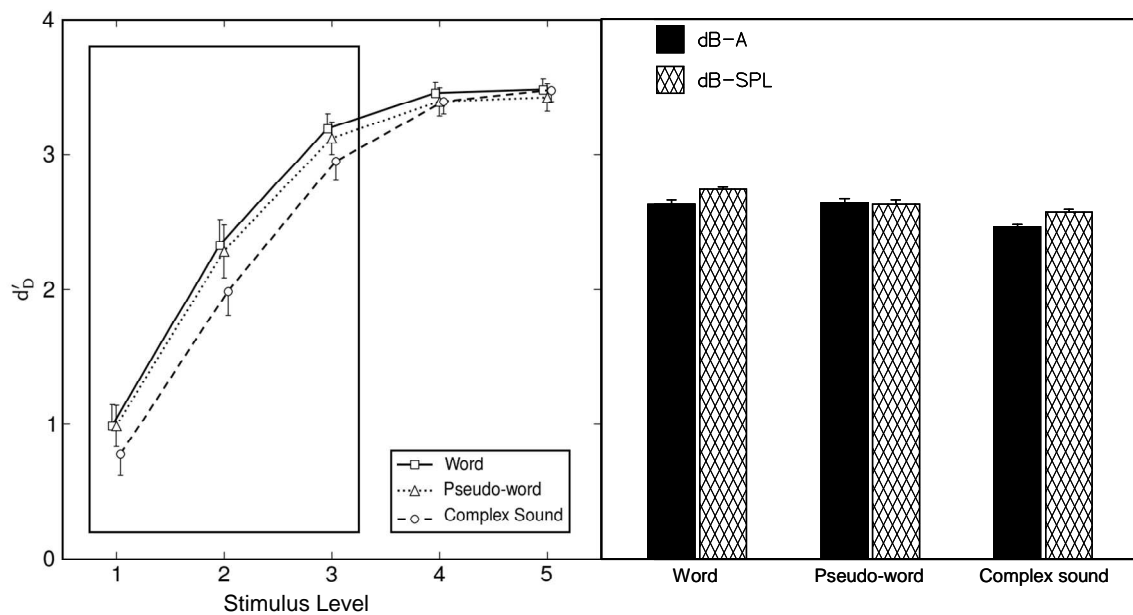 4
3
2
1
0
d′D
1 2 3 4 5
Stimulus Level
Word
Pseudo-word
Complex Sound
dB-A
dB-SPL
Word Pseudo-word Complex sound